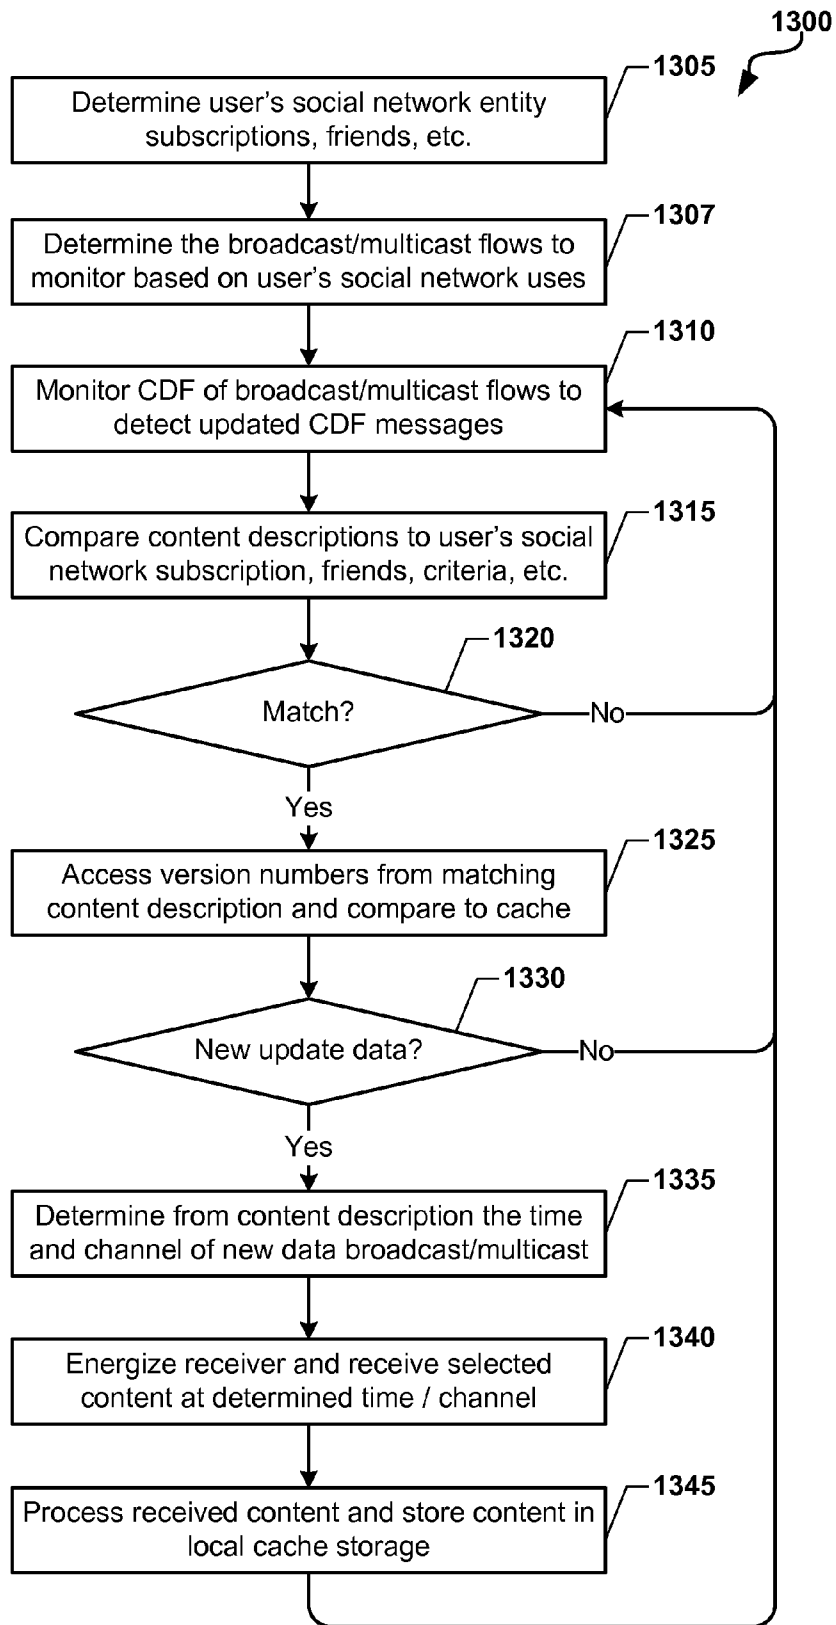 1300
1305
Determine user's social network entity
subscriptions, friends, etc.
1307
Determine the broadcast/multicast flows to
monitor based on user's social network uses
1310
Monitor CDF of broadcast/multicast flows to
detect updated CDF messages
1315
Compare content descriptions to user's social
network subscription, friends, criteria, etc.
1320
Match?
No
Yes
1325
Access version numbers from matching
content description and compare to cache
1330
New update data?
No
Yes
1335
Determine from content description the time
and channel of new data broadcast/multicast
1340
Energize receiver and receive selected
content at determined time / channel
1345
Process received content and store content in
local cache storage